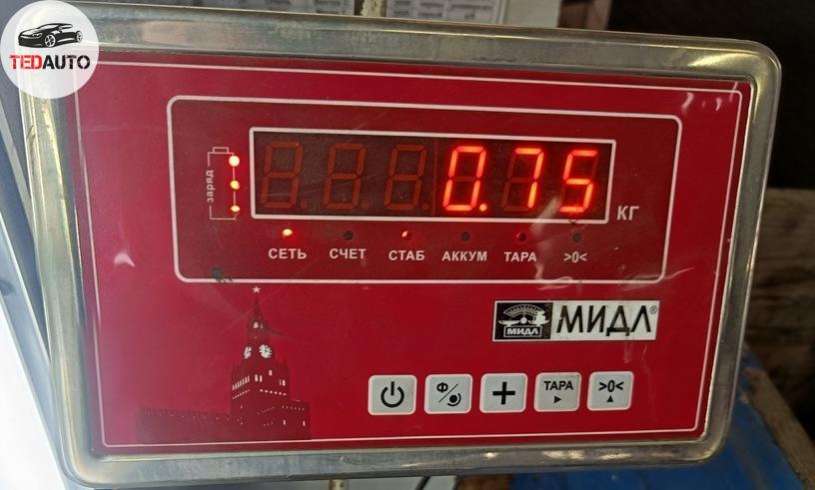 TEDAUTO
заряд
0.75
КГ
СЕТЬ СЧЕТ СТАБ АККУМ ТАРА >0<
МИДЛ
МИДЛ®
Ф
+
ТАРА
>0<